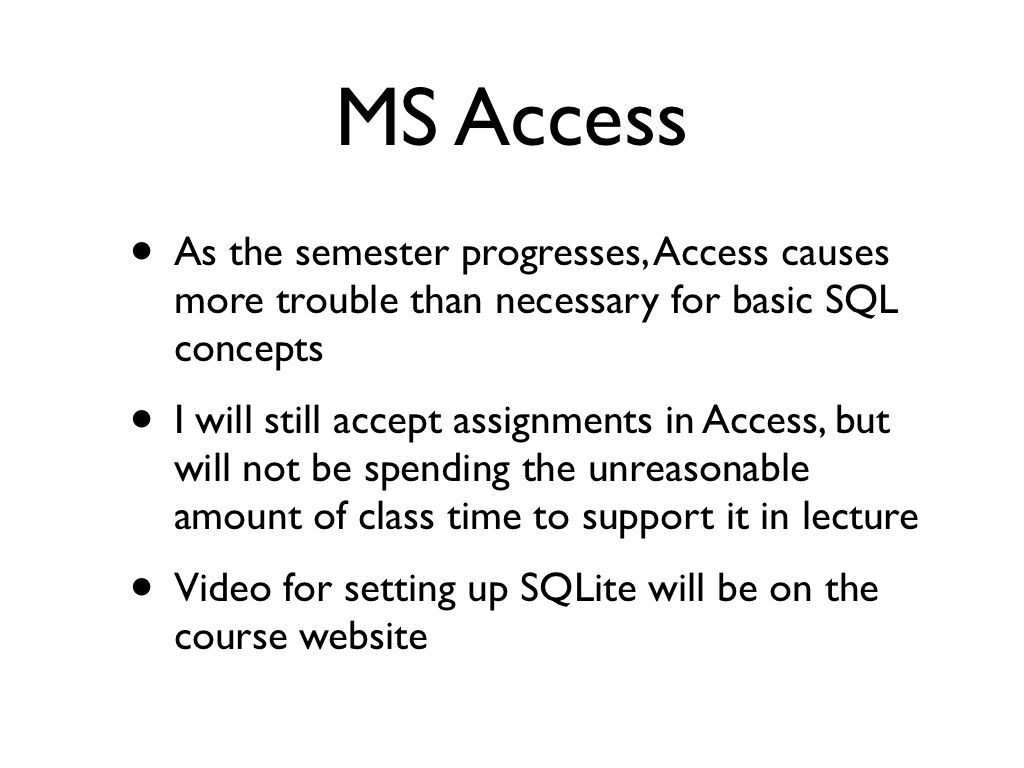 MS Access
• As the semester progresses, Access causes
more trouble than necessary for basic SQL
concepts
• I will still accept assignments in Access, but
will not be spending the unreasonable
amount of class time to support it in lecture
• Video for setting up SQLite will be on the
course website